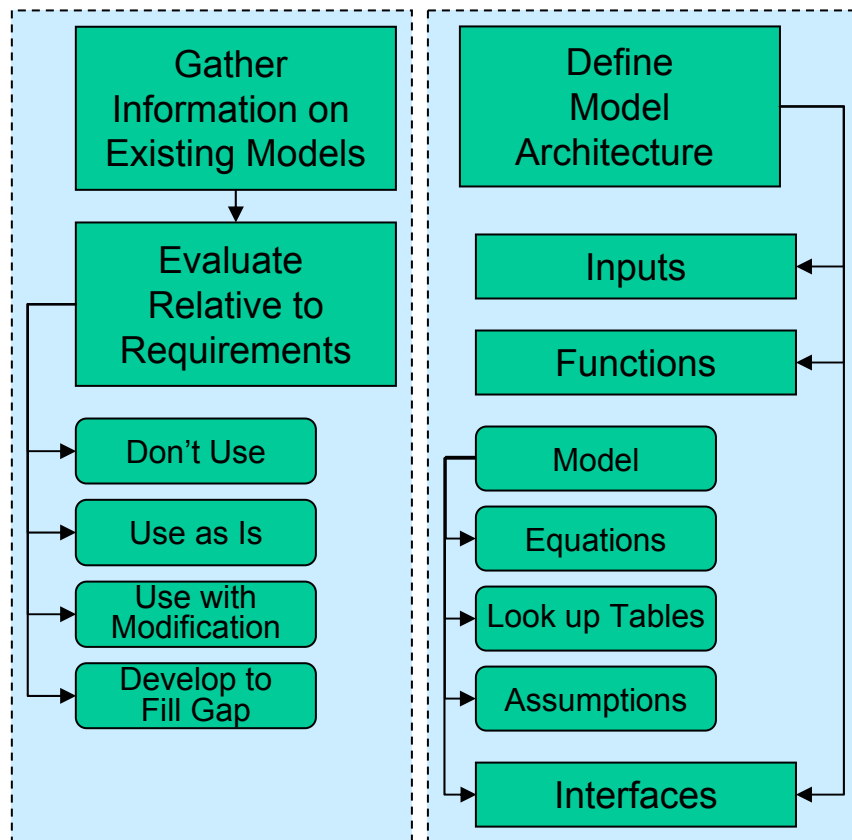 Gather
Information on
Existing Models
Evaluate
Relative to
Requirements
Don’t Use
Use as Is
Use with
Modification
Develop to
Fill Gap
Define
Model
Architecture
Inputs
Functions
Model
Equations
Look up Tables
Assumptions
Interfaces